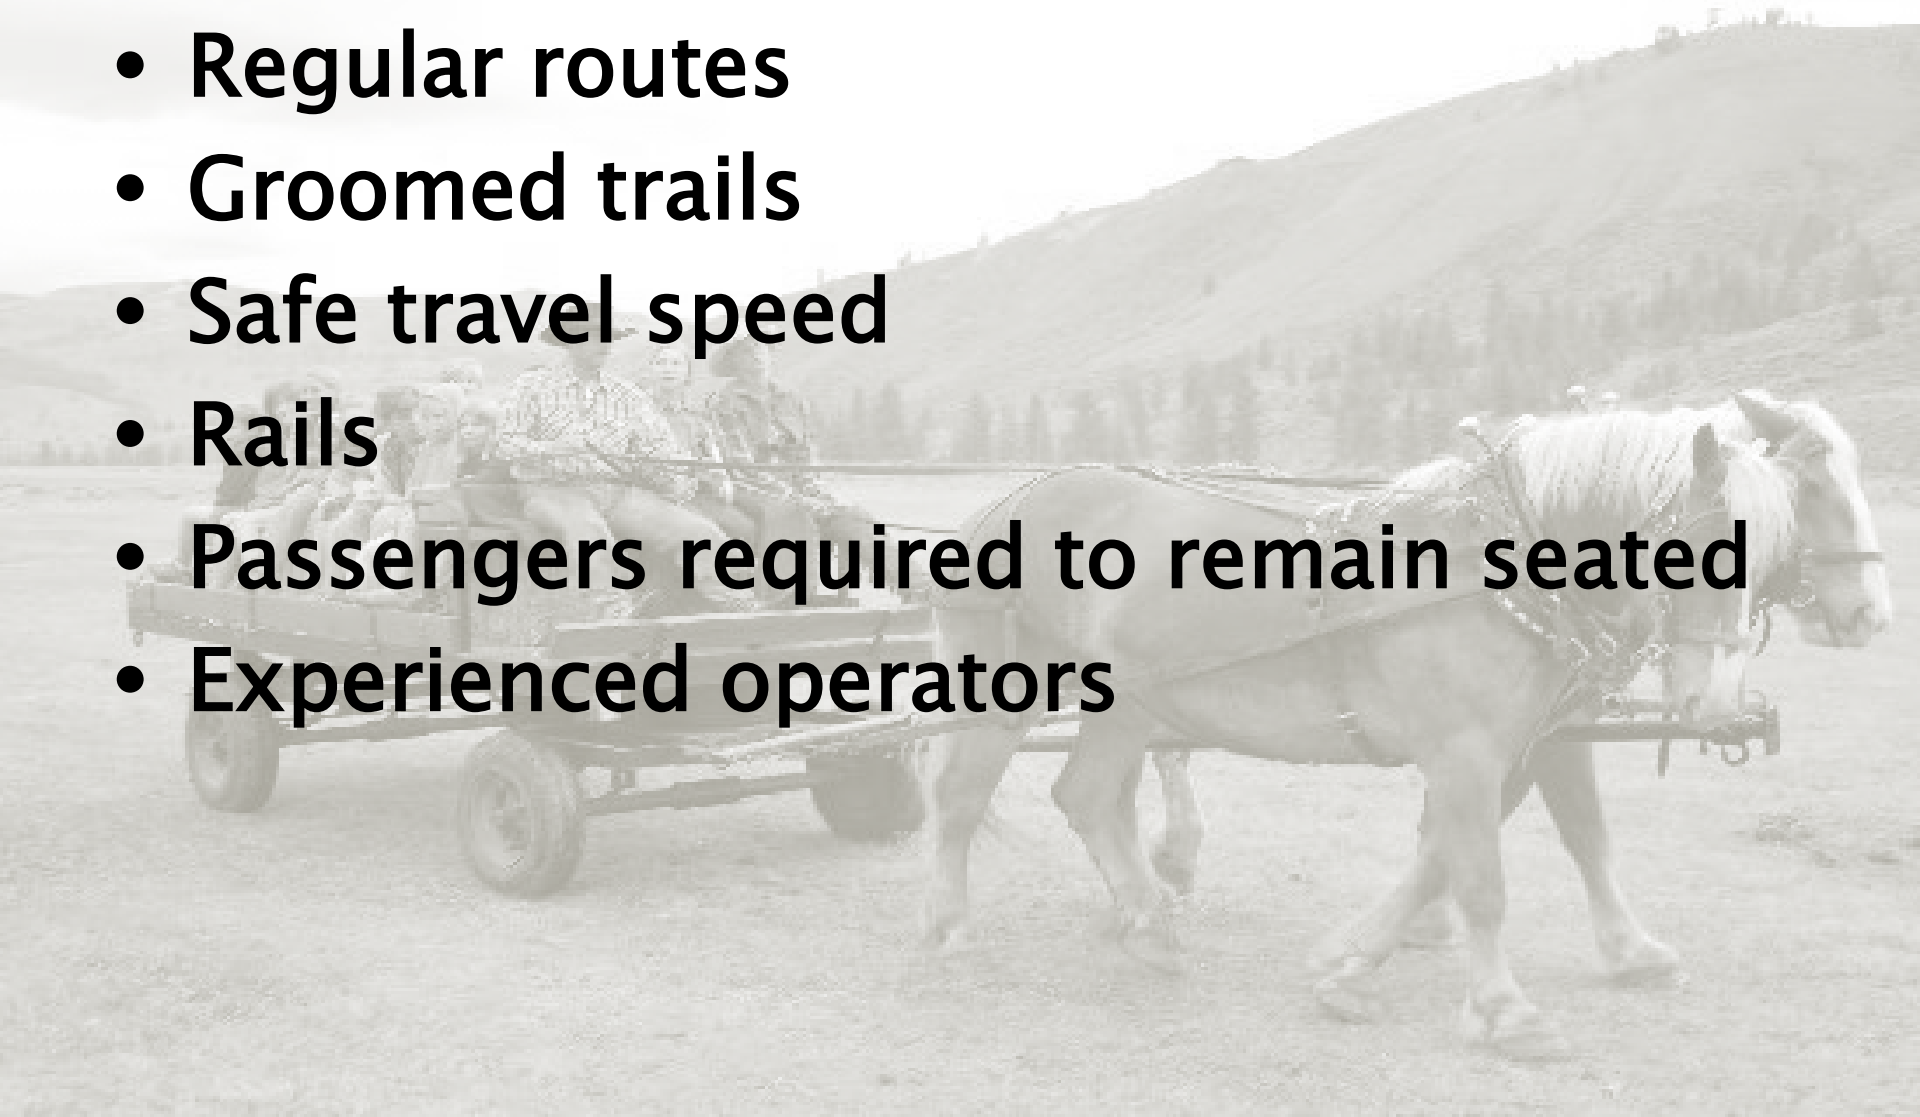 • Regular routes
• Groomed trails
• Safe travel speed
• Rails
• Passengers required to remain seated
• Experienced operators